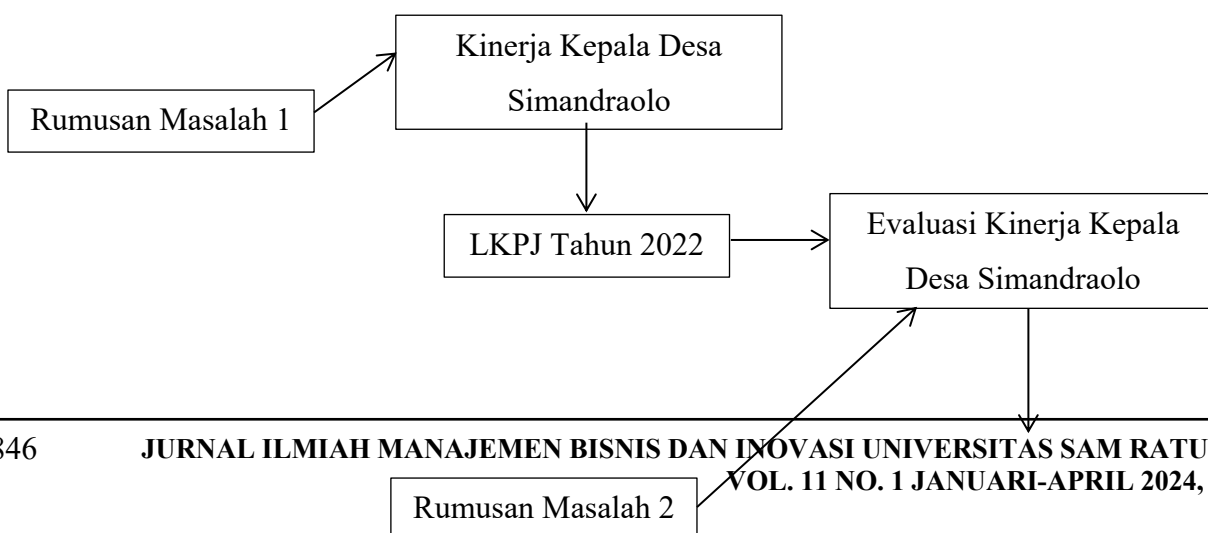 Kinerja Kepala Desa
Simandraolo
Rumusan Masalah 1
LKPJ Tahun 2022
Evaluasi Kinerja Kepala
Desa Simandraolo
846 JURNAL ILMIAH MANAJEMEN BISNIS DAN INOVASI UNIVERSITAS SAM RATU
VOL. 11 NO. 1 JANUARI-APRIL 2024,
Rumusan Masalah 2